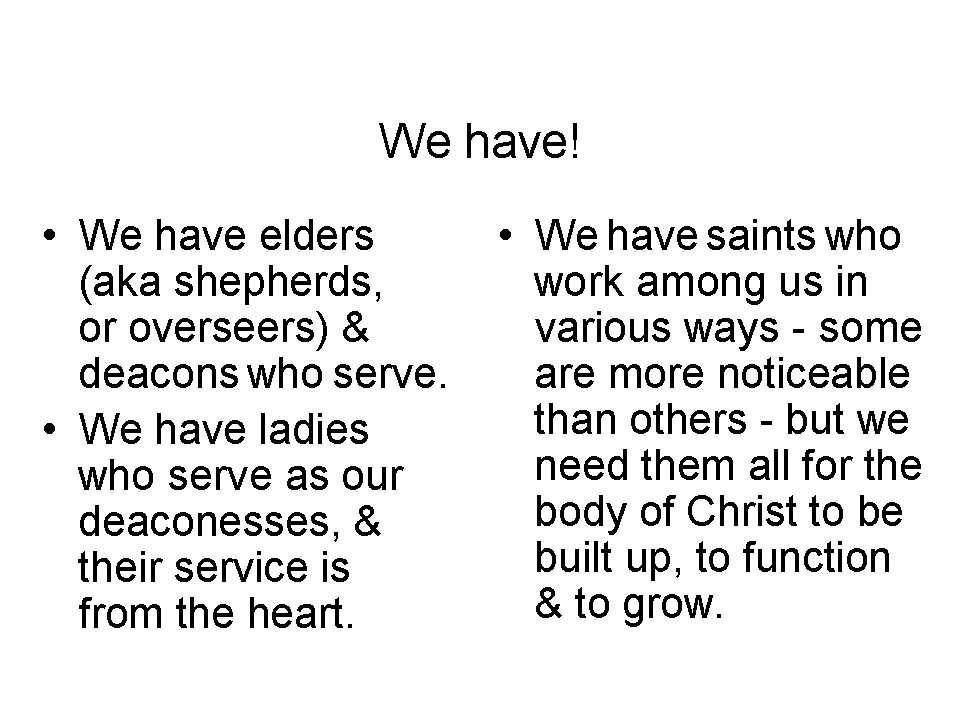 We have!
• We have elders
(aka shepherds,
or overseers) &
deacons who serve.
• We have ladies
who serve as our
deaconesses, &
their service is
from the heart.
• We have saints who
work among us in
various ways - some
are more noticeable
than others - but we
need them all for the
body of Christ to be
built up, to function
& to grow.